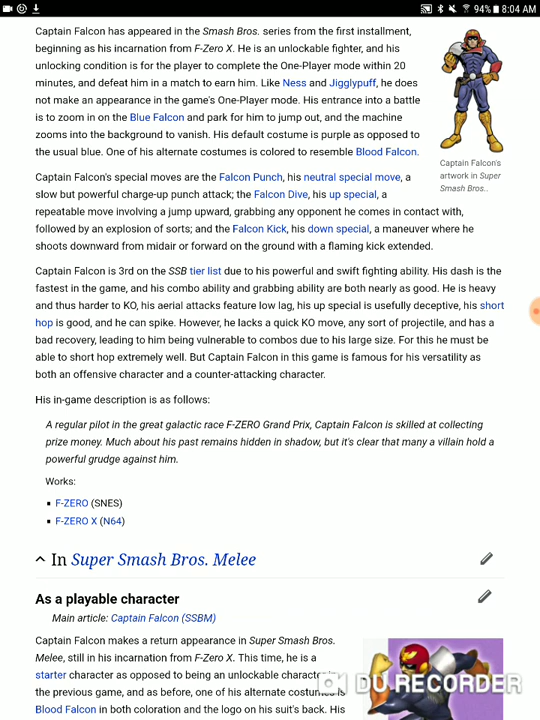 94% 8:04 AM
Captain Falcon has appeared in the Smash Bros. series from the first installment,
beginning as his incarnation from F-Zero X. He is an unlockable fighter, and his
unlocking condition is for the player to complete the One-Player mode within 20
minutes, and defeat him in a match to earn him. Like Ness and Jigglypuff, he does
not make an appearance in the game's One-Player mode. His entrance into a battle
is to zoom in on the Blue Falcon and park for him to jump out, and the machine
zooms into the background to vanish. His default costume is purple as opposed to
the usual blue. One of his alternate costumes is colored to resemble Blood Falcon.
Captain Falcon's
artwork in Super
Smash Bros..
Captain Falcon's special moves are the Falcon Punch, his neutral special move, a
slow but powerful charge-up punch attack; the Falcon Dive, his up special, a
repeatable move involving a jump upward, grabbing any opponent he comes in contact with,
followed by an explosion of sorts; and the Falcon Kick, his down special, a maneuver where he
shoots downward from midair or forward on the ground with a flaming kick extended.
Captain Falcon is 3rd on the SSB tier list due to his powerful and swift fighting ability. His dash is the
fastest in the game, and his combo ability and grabbing ability are both nearly as good. He is heavy
and thus harder to KO, his aerial attacks feature low lag, his up special is usefully deceptive, his short
hop is good, and he can spike. However, he lacks a quick KO move, any sort of projectile, and has a
bad recovery, leading to him being vulnerable to combos due to his large size. For this he must be
able to short hop extremely well. But Captain Falcon in this game is famous for his versatility as
both an offensive character and a counter-attacking character.
His in-game description is as follows:
A regular pilot in the great galactic race F-ZERO Grand Prix, Captain Falcon is skilled at collecting
prize money. Much about his past remains hidden in shadow, but it's clear that many a villain hold a
powerful grudge against him.
Works:
▪ F-ZERO (SNES)
▪ F-ZERO X (N64)
In Super Smash Bros. Melee
As a playable character
Main article: Captain Falcon (SSBM)
Captain Falcon makes a return appearance in Super Smash Bros.
Melee, still in his incarnation from F-Zero X. This time, he is a
starter character as opposed to being an unlockable character in
the previous game, and as before, one of his alternate costumes is
Blood Falcon in both coloration and the logo on his suit's back. His
DU RECORDER